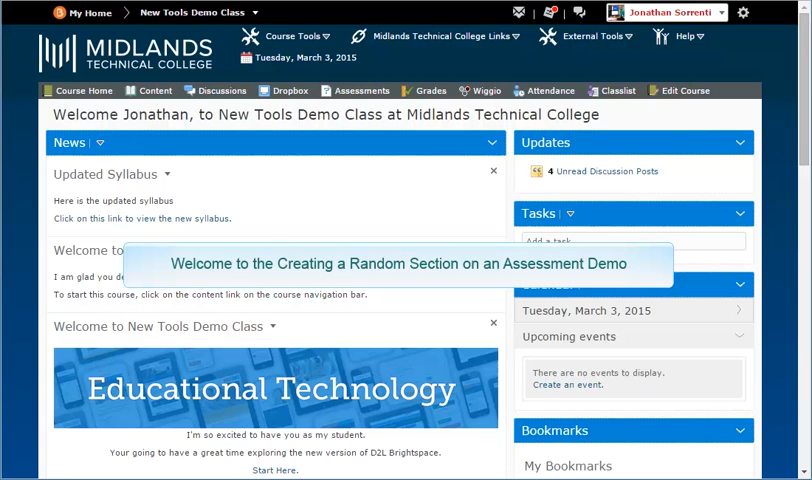 My Home
New Tools Demo Class
Jonathan Sorrenti
MIDLANDS
TECHNICAL COLLEGE
Course Tools
Midlands Technical College Links
External Tools
Help
Tuesday, March 3, 2015
Course Home
Content
Discussions
Dropbox
Assessments
Grades
Wiggio
Attendance
Classlist
Edit Course
Welcome Jonathan, to New Tools Demo Class at Midlands Technical College
News
Updated Syllabus
Here is the updated syllabus
Click on this link to view the new syllabus.
Welcome to
I am glad you de
To start this course, click on the content link on the course navigation bar.
Welcome to the Creating a Random Section on an Assessment Demo
Welcome to New Tools Demo Class
Educational Technology
I'm so excited to have you as my student.
Your going to have a great time exploring the new version of D2L Brightspace.
Start Here.
Updates
4 Unread Discussion Posts
Tasks
Add a task
Tuesday, March 3, 2015
Upcoming events
There are no events to display.
Create an event.
Bookmarks
My Bookmarks